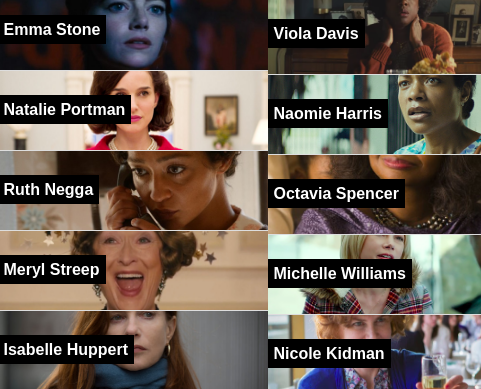 Emma Stone
Natalie Portman
Ruth Negga
Meryl Streep
Isabelle Huppert
Viola Davis
Naomie Harris
Octavia Spencer
Michelle Williams
Nicole Kidman